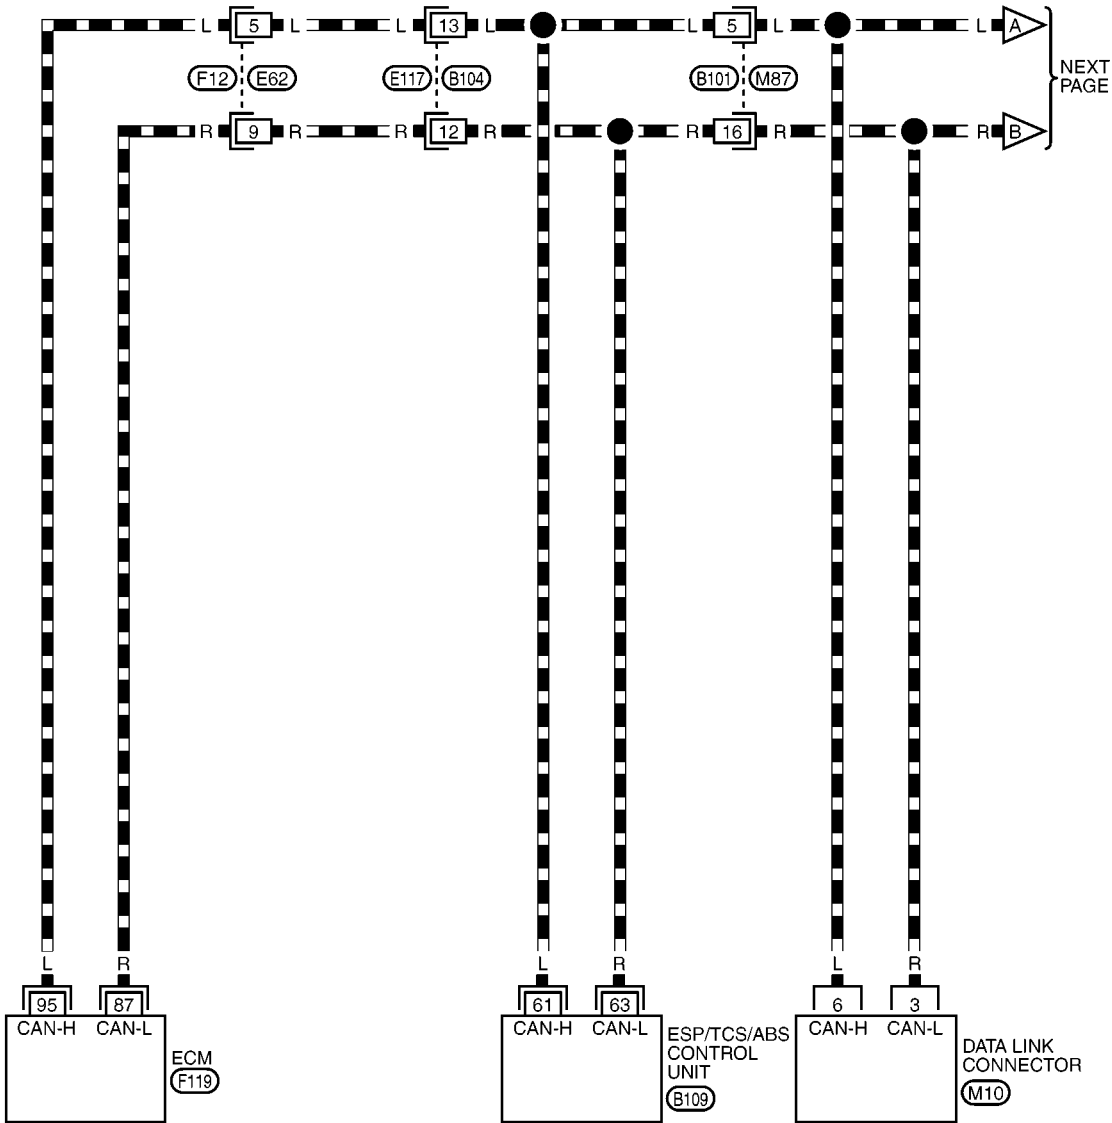 L 5 L L 13 L L 5 L L A
F12 E62 E117 B104 B101 M87
NEXT
PAGE
R 9 R R 12 R R 16 R R B
L R L R L R
95 87 61 63 6 3
CAN-H CAN-L CAN-H CAN-L CAN-H CAN-L
ECM
F119
ESP/TCS/ABS
CONTROL
UNIT
B109
DATA LINK
CONNECTOR
M10